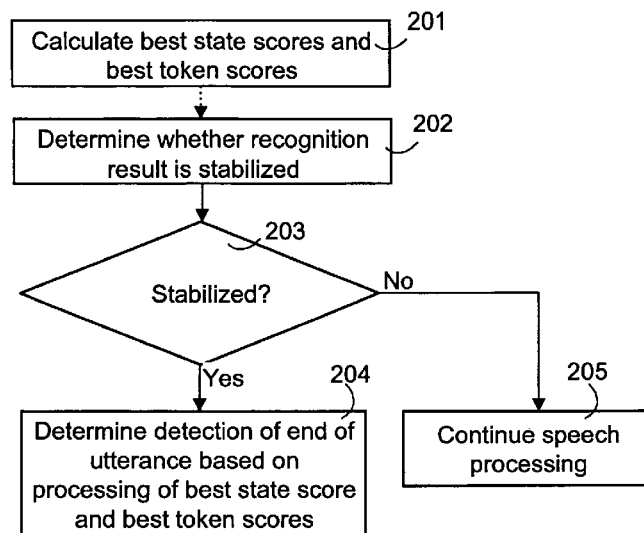 201
Calculate best state scores and
best token scores
202
Determine whether recognition
result is stabilized
203
Stabilized?
No
Yes
204
Determine detection of end of
utterance based on
processing of best state score
and best token scores
205
Continue speech
processing